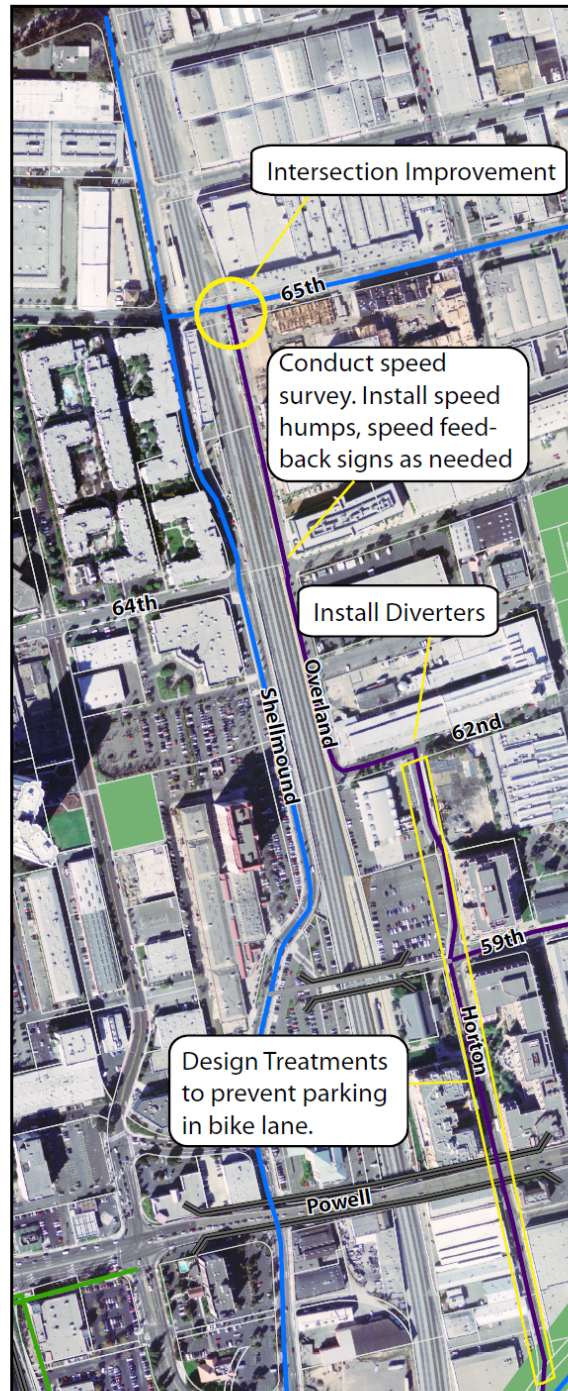 Intersection Improvement
65th
Conduct speed
survey. Install speed
humps, speed feed-
back signs as needed
64th
Install Diverters
Overland
Shellmound
62nd
59th
Horton
Design Treatments
to prevent parking
in bike lane.
Powell